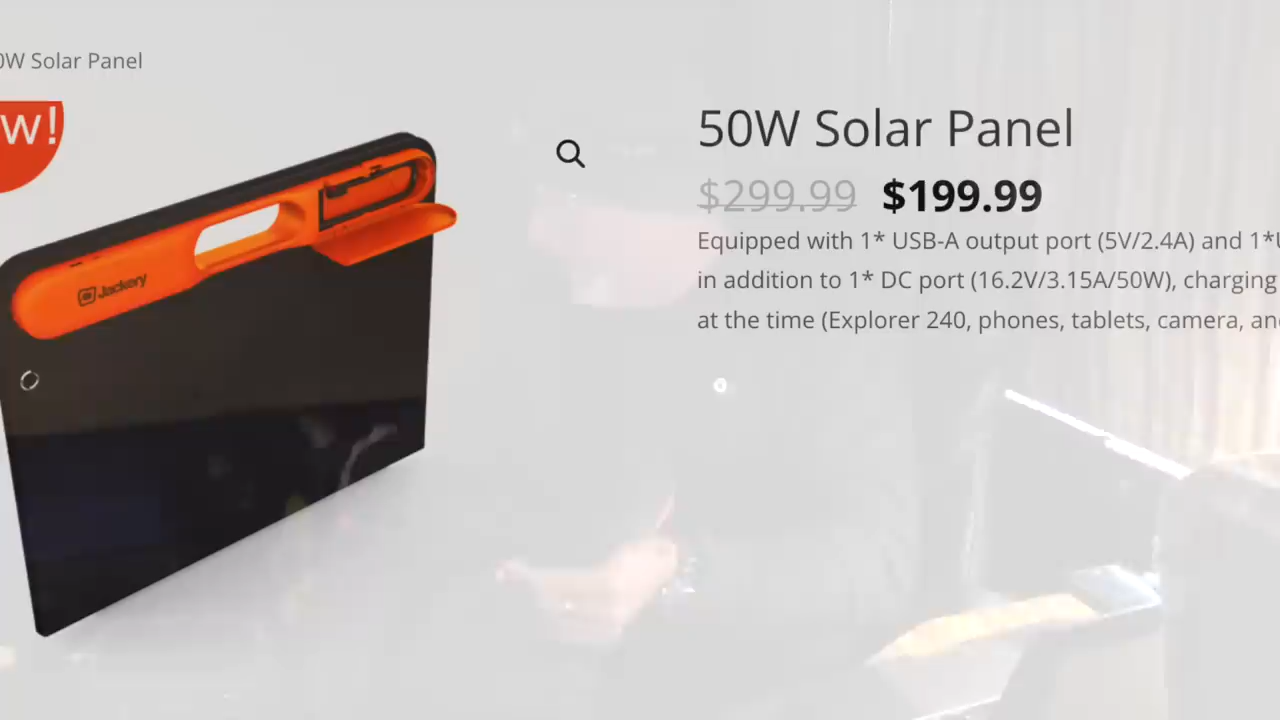 0W Solar Panel
w!
50W Solar Panel
$299.99 $199.99
Equipped with 1* USB-A output port (5V/2.4A) and 1*U
in addition to 1* DC port (16.2V/3.15A/50W), charging
at the time (Explorer 240, phones, tablets, camera, and
Jackery